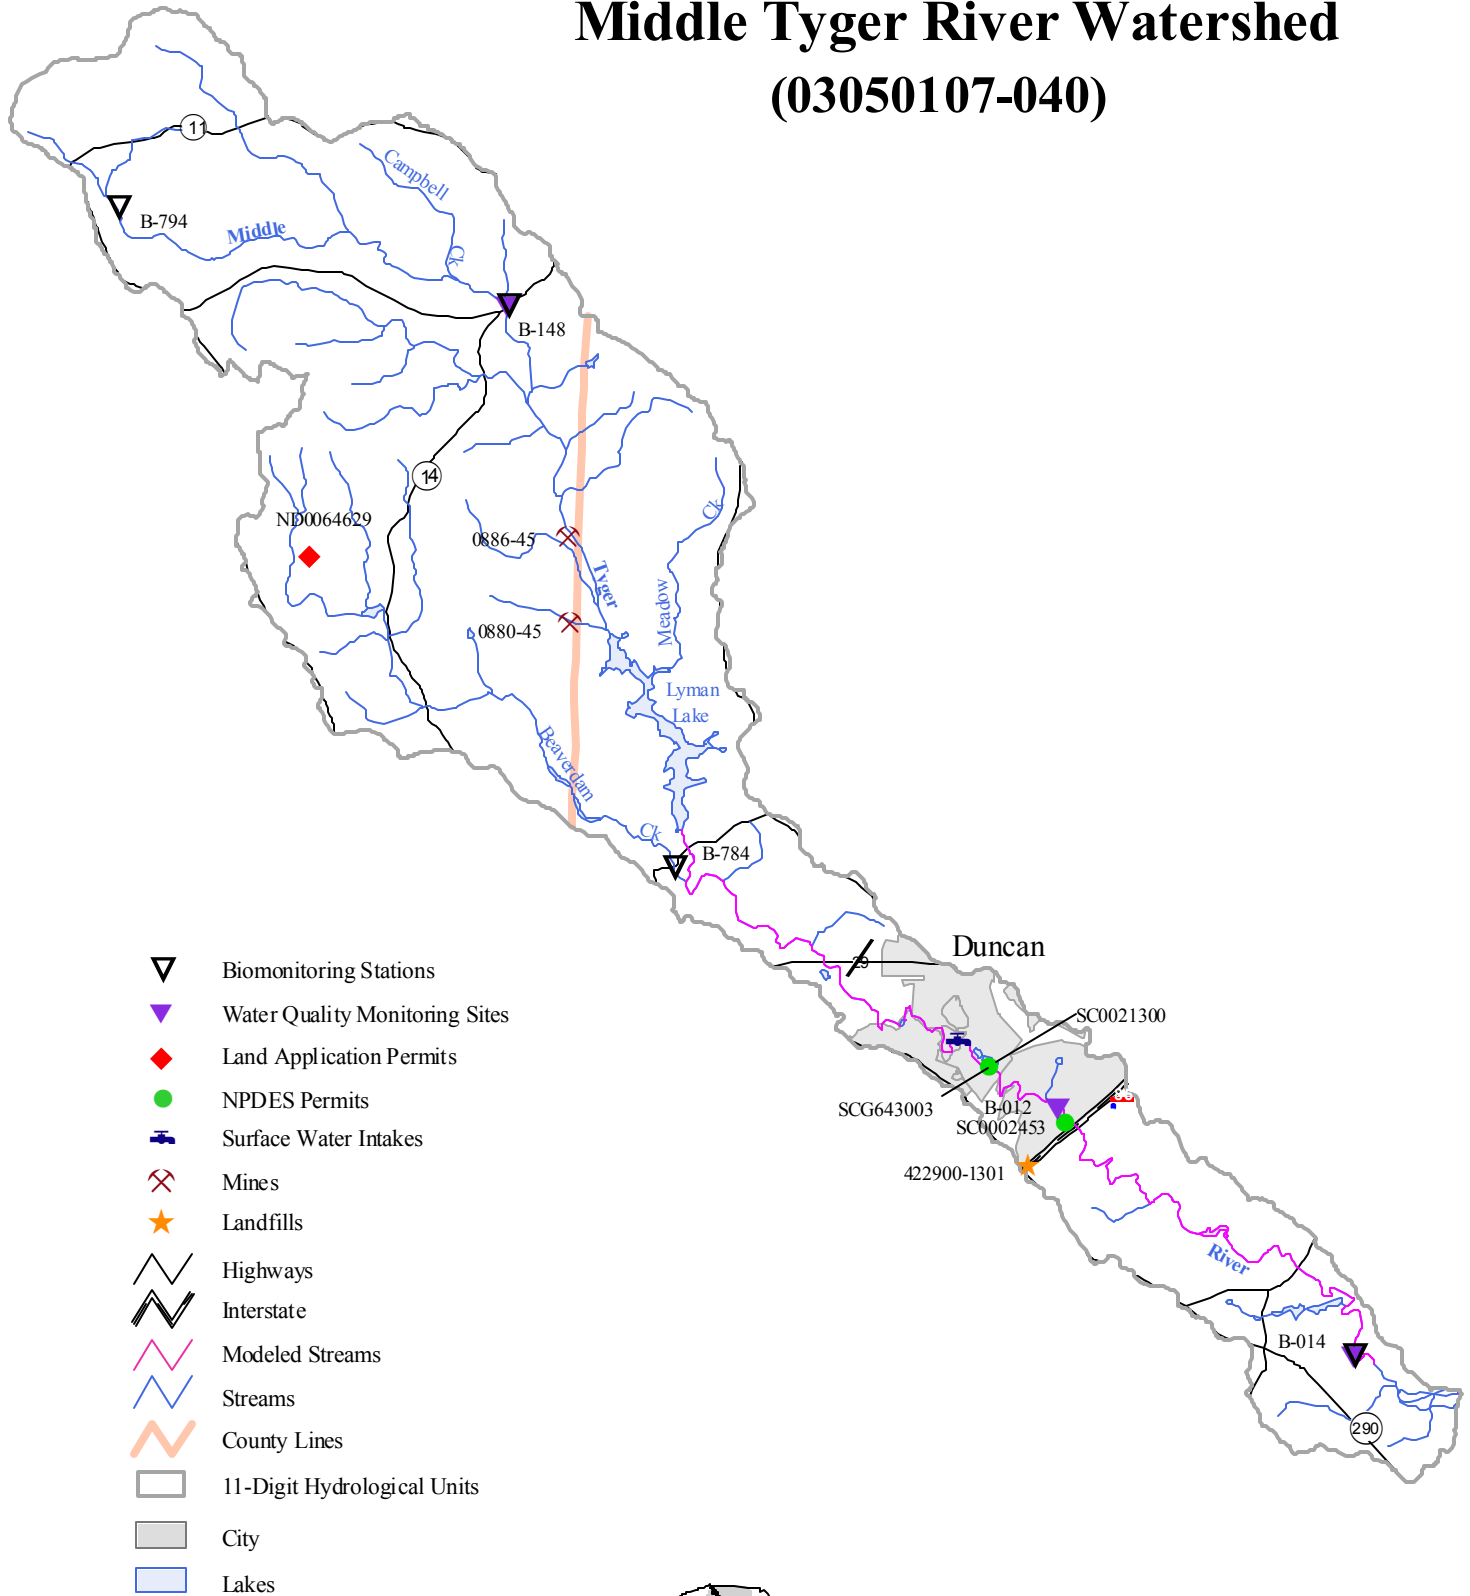 Middle Tyger River Watershed
(03050107-040)
11
Campbell
B-794
Middle
Ck
B-148
14
Ck
ND0064629
0886-45
Tyger
Meadow
0880-45
Lyman
Lake
Beaverdam
Ck
B-784
Duncan
29
SC0021300
SCG643003
B-012
SC0002453
422900-1301
River
B-014
290
Biomonitoring Stations
Water Quality Monitoring Sites
Land Application Permits
NPDES Permits
Surface Water Intakes
Mines
Landfills
Highways
Interstate
Modeled Streams
Streams
County Lines
11-Digit Hydrological Units
City
Lakes